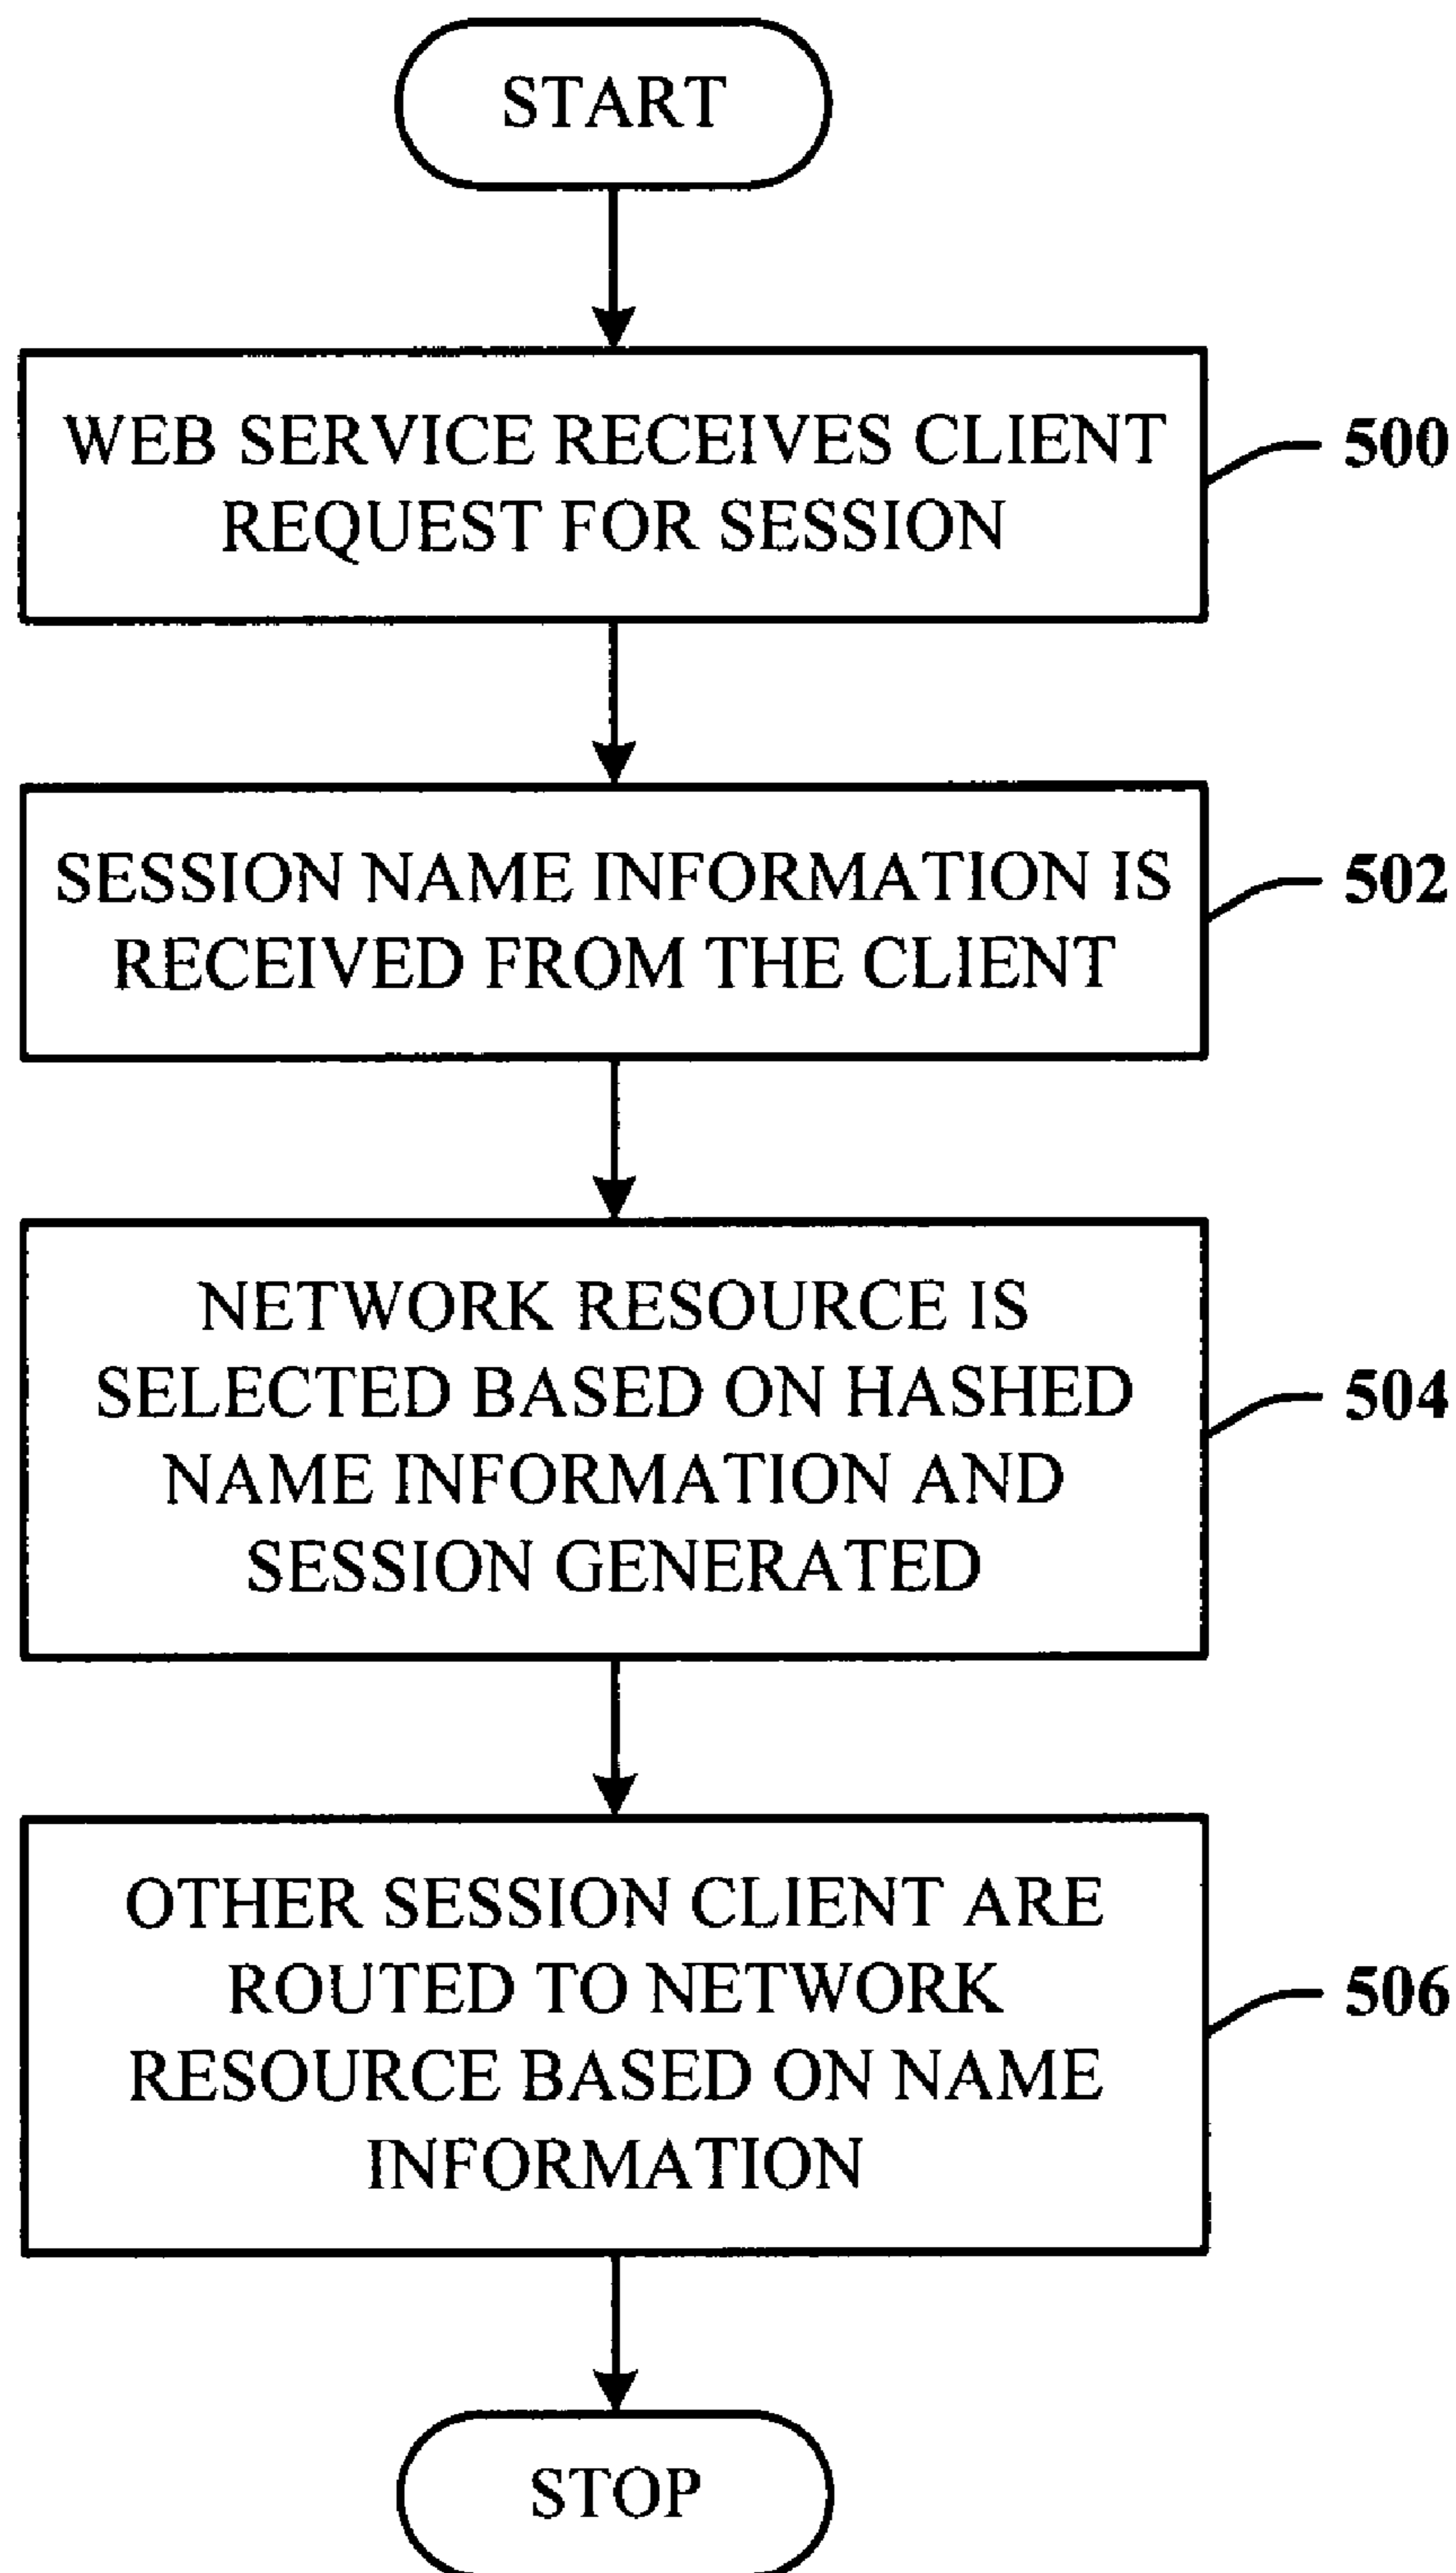 START
WEB SERVICE RECEIVES CLIENT
REQUEST FOR SESSION
500
SESSION NAME INFORMATION IS
RECEIVED FROM THE CLIENT
502
NETWORK RESOURCE IS
SELECTED BASED ON HASHED
NAME INFORMATION AND
SESSION GENERATED
504
OTHER SESSION CLIENT ARE
ROUTED TO NETWORK
RESOURCE BASED ON NAME
INFORMATION
506
STOP